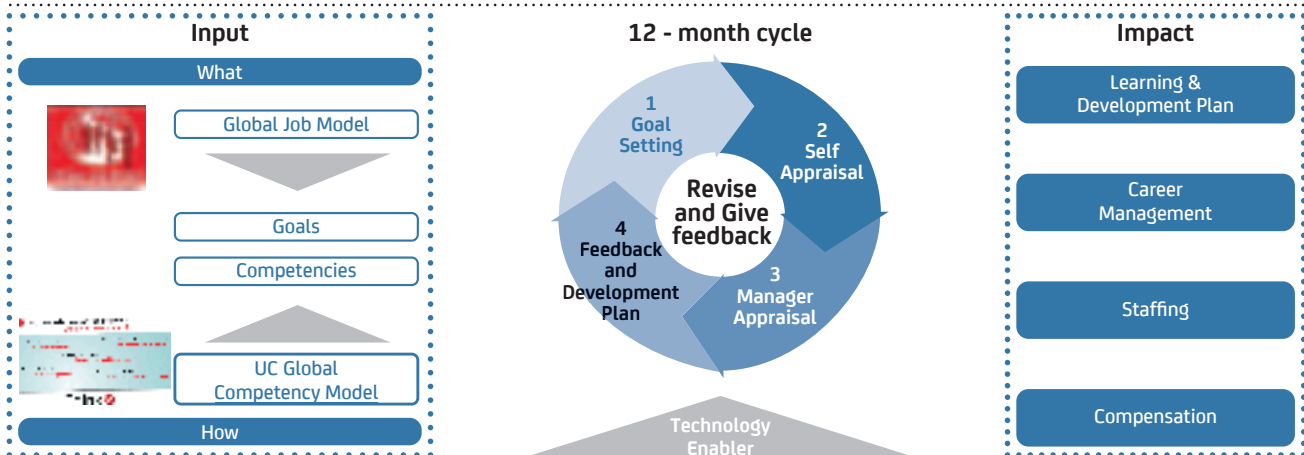 Input
What
Global Job Model
Goals
Competencies
UC Global
Competency Model
How
12 - month cycle
1
Goal
Setting
2
Self
Appraisal
3
Manager
Appraisal
4
Feedback
and
Development
Plan
Revise
and Give
feedback
Technology
Enabler
Impact
Learning &
Development Plan
Career
Management
Staffing
Compensation